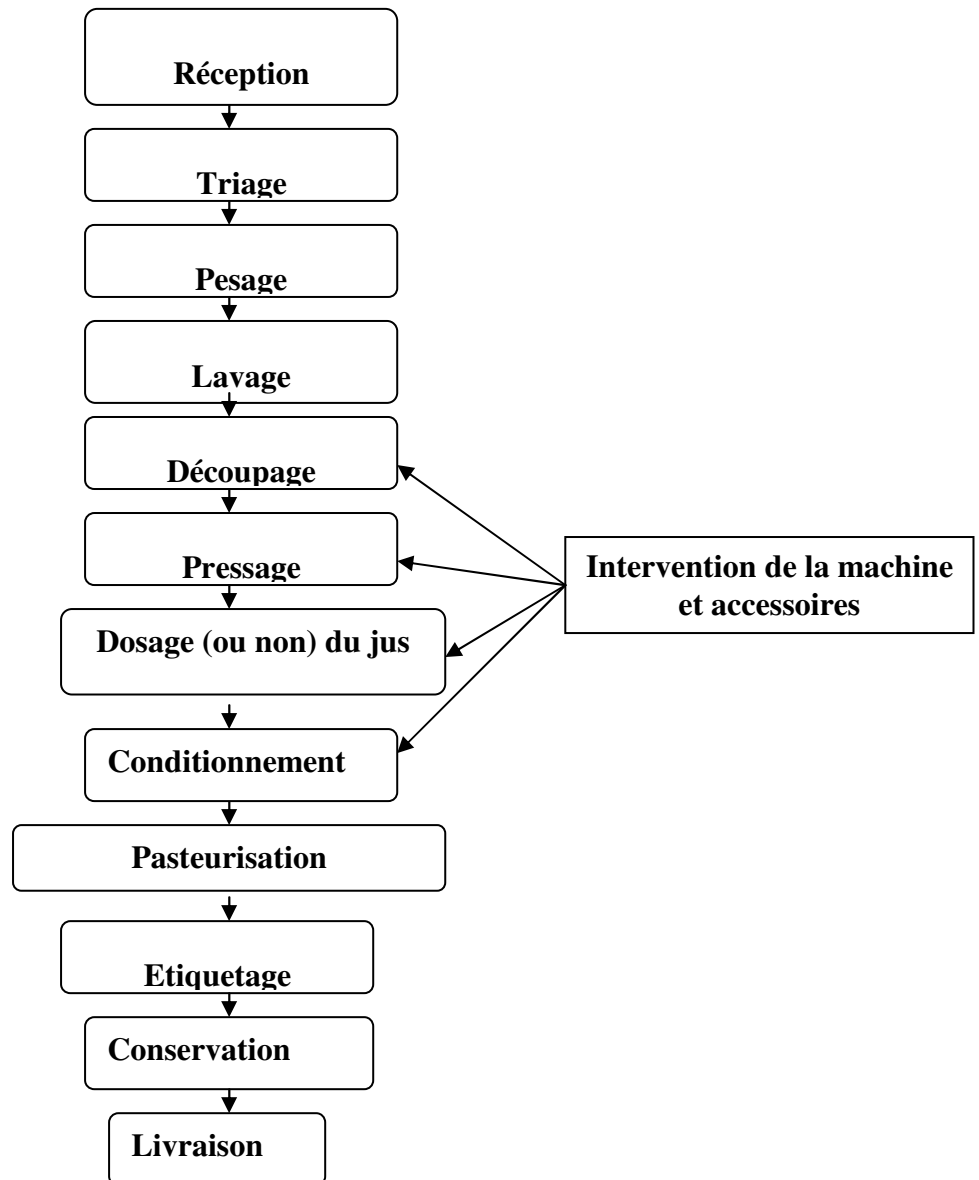 Réception
Triage
Pesage
Lavage
Découpage
Pressage
Intervention de la machine
et accessoires
Dosage (ou non) du jus
Conditionnement
Pasteurisation
Etiquetage
Conservation
Livraison